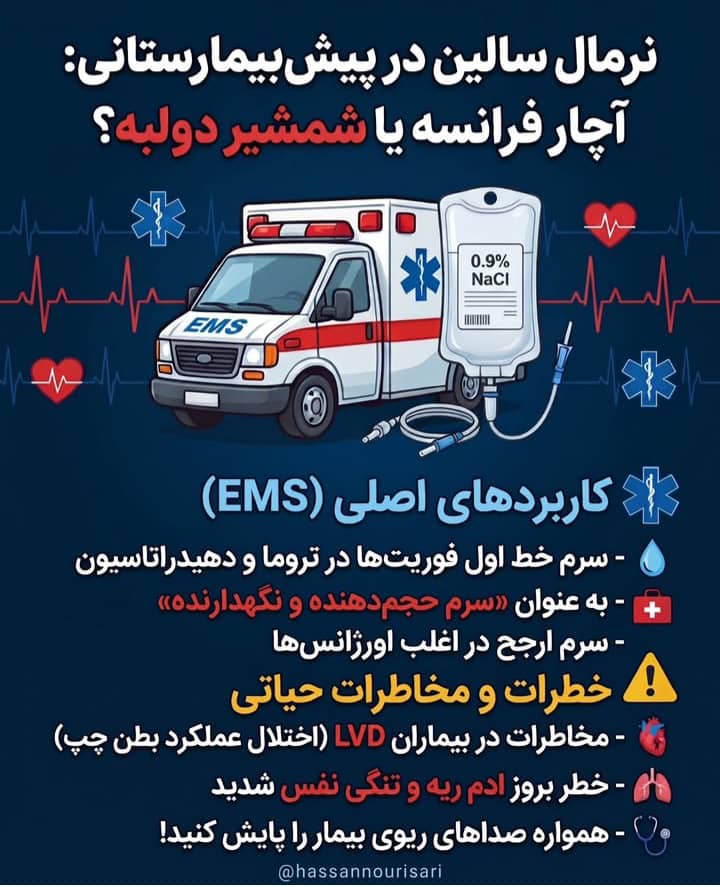 نرمال سالین در پیش‌بیمارستانی:
آچار فرانسه یا شمشیر دولبه؟
0.9%
NaCl
EMS
کاربردهای اصلی (EMS)
- سرم خط اول فوریت‌ها در تروما و دهیدراتاسیون
- به عنوان «سرم حجم‌دهنده و نگهدارنده»
- سرم ارجح در اغلب اورژانس‌ها
خطرات و مخاطرات حیاتی
- مخاطرات در بیماران LVD (اختلال عملکرد بطن چپ)
- خطر بروز ادم ریه و تنگی نفس شدید
- همواره صداهای ریوی بیمار را پایش کنید!
@hassannourisari